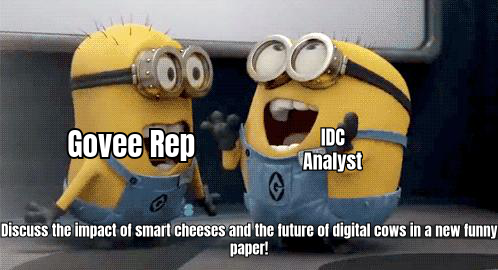 Govee Rep
IDC
Analyst
Discuss the impact of smart cheeses and the future of digital cows in a new funny
paper!